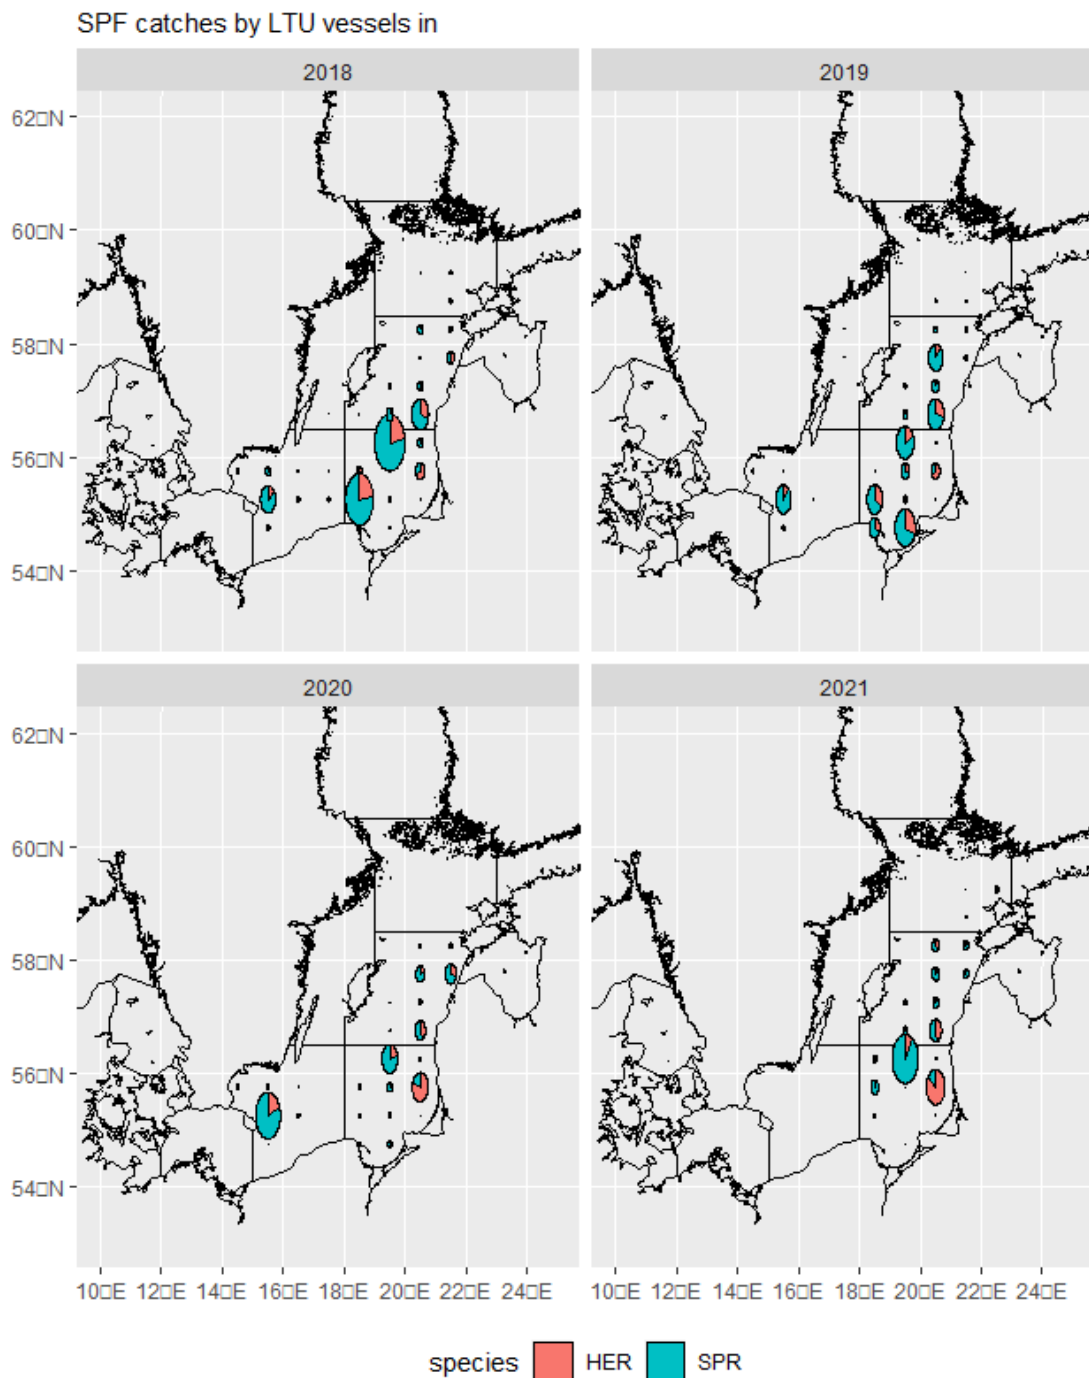 SPF catches by LTU vessels in
2018
2019
62□N
60□N
58□N
56□N
54□N
2020
2021
62□N
60□N
58□N
56□N
54□N
10□E 12□E 14□E 16□E 18□E 20□E 22□E 24□E
10□E 12□E 14□E 16□E 18□E 20□E 22□E 24□E
species HER SPR